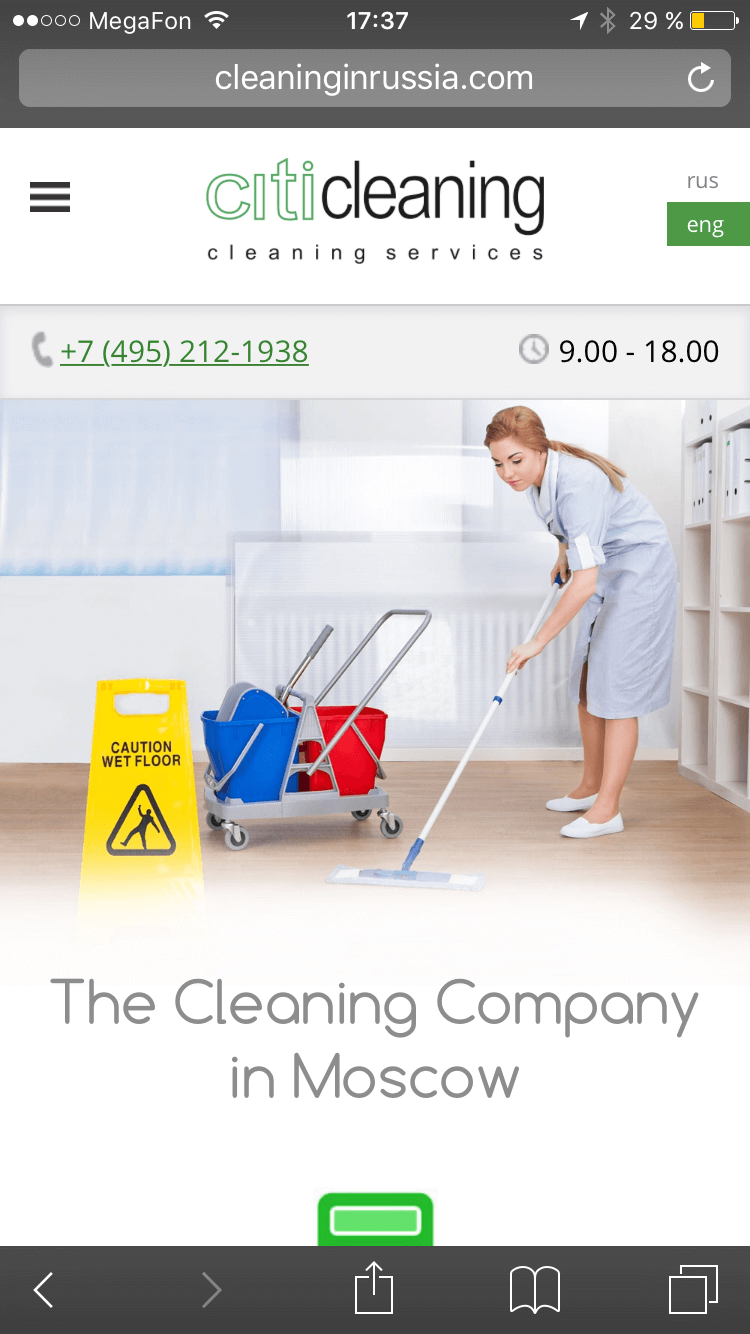 MegaFon 17:37 29 %
cleaninginrussia.com
citicleaning
cleaning services
rus
eng
+7 (495) 212-1938 9.00 - 18.00
CAUTION
WET FLOOR
The Cleaning Company
in Moscow